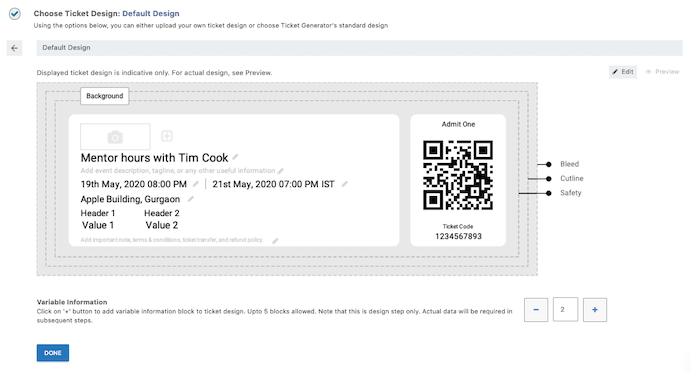 Choose Ticket Design: Default Design
Using the options below, you can either upload your own ticket design or choose Ticket Generator's standard design
Default Design
Displayed ticket design is indicative only. For actual design, see Preview.
Edit
Preview
Background
Mentor hours with Tim Cook
Add event description, tagline, or any other useful information
19th May, 2020 08:00 PM | 21st May, 2020 07:00 PM IST
Apple Building, Gurgaon
Header 1 Header 2
Value 1 Value 2
Add important note, terms & conditions, ticket transfer, and refund policy.
Admit One
Ticket Code
1234567893
Bleed
Cutline
Safety
Variable Information
Click on '+' button to add variable information block to ticket design. Upto 5 blocks allowed. Note that this is design step only. Actual data will be required in
subsequent steps.
- 2 +
DONE